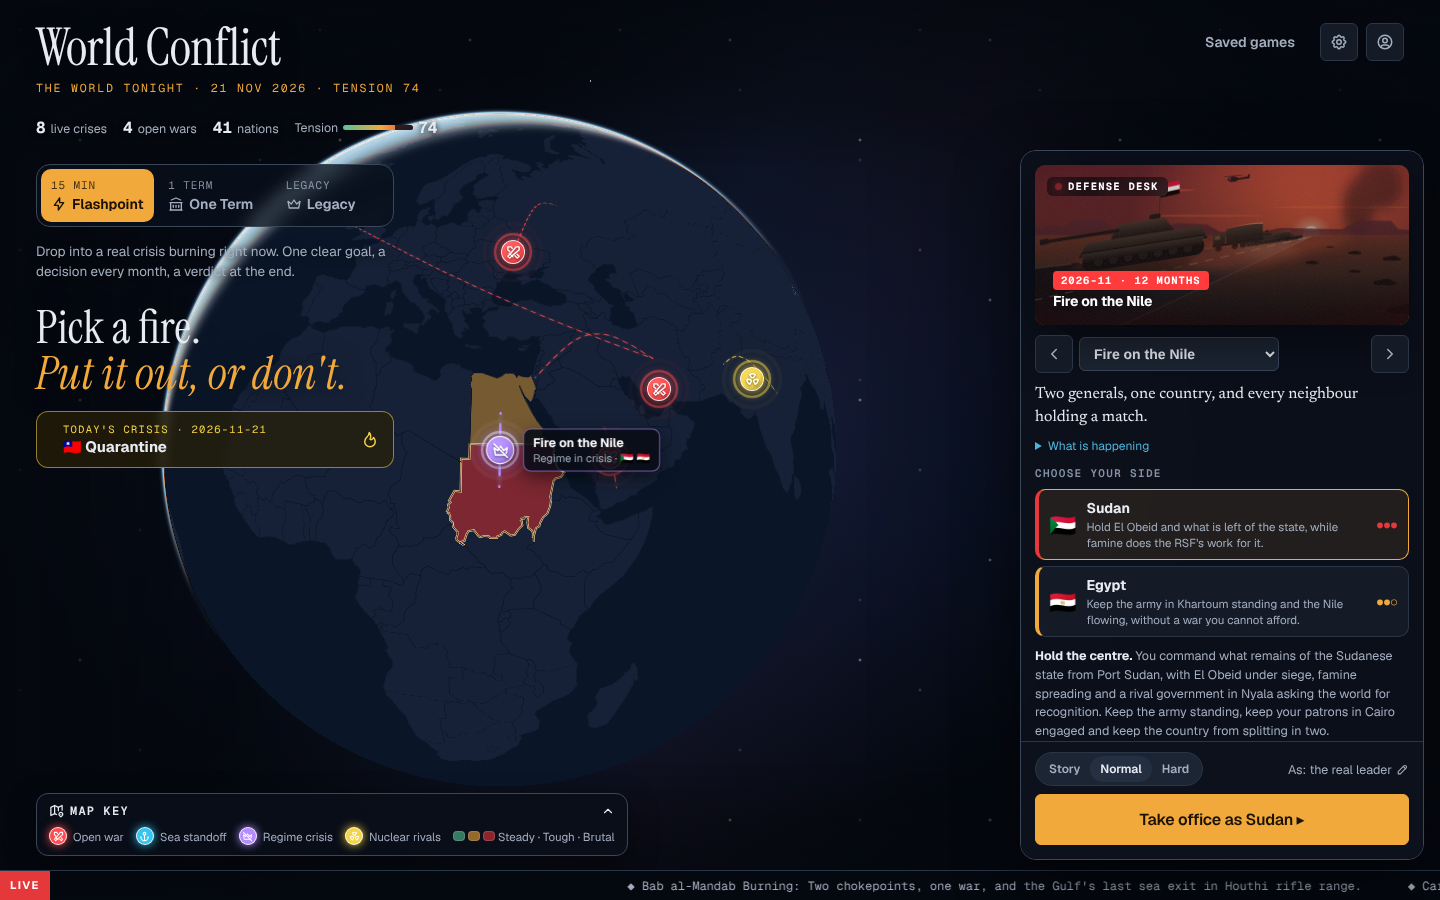 World Conflict
THE WORLD TONIGHT · 21 NOV 2026 · TENSION 74
8 live crises 4 open wars 41 nations Tension 74
Saved games
15 MIN
Flashpoint
1 TERM
One Term
LEGACY
Legacy
Drop into a real crisis burning right now. One clear goal, a
decision every month, a verdict at the end.
Pick a fire.
Put it out, or don't.
TODAY'S CRISIS · 2026-11-21
Quarantine
Fire on the Nile
Regime in crisis ·
DEFENSE DESK
2026-11 · 12 MONTHS
Fire on the Nile
Fire on the Nile
Two generals, one country, and every neighbour
holding a match.
▶ What is happening
CHOOSE YOUR SIDE
Sudan
Hold El Obeid and what is left of the state, while
famine does the RSF's work for it.
Egypt
Keep the army in Khartoum standing and the Nile
flowing, without a war you cannot afford.
Hold the centre. You command what remains of the Sudanese
state from Port Sudan, with El Obeid under siege, famine
spreading and a rival government in Nyala asking the world for
recognition. Keep the army standing, keep your patrons in Cairo
engaged and keep the country from splitting in two.
Story Normal Hard
As: the real leader
Take office as Sudan ▸
MAP KEY
Open war Sea standoff Regime crisis Nuclear rivals Steady · Tough · Brutal
LIVE
◆ Bab al-Mandab Burning: Two chokepoints, one war, and the Gulf's last sea exit in Houthi rifle range. ◆